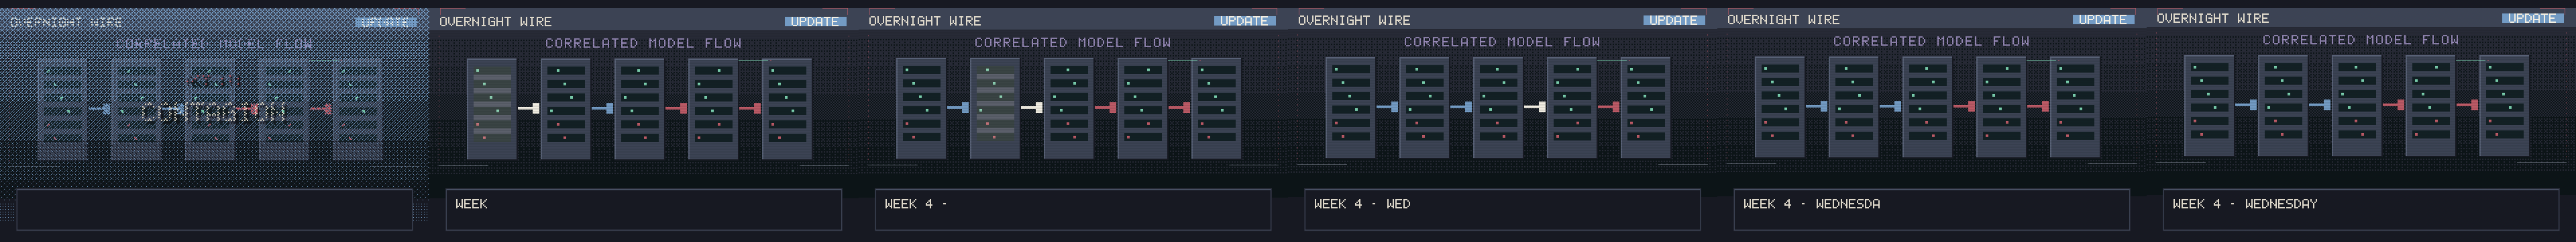 OVERNIGHT WIRE UPDATE OVERNIGHT WIRE UPDATE OVERNIGHT WIRE UPDATE OVERNIGHT WIRE UPDATE OVERNIGHT WIRE UPDATE OVERNIGHT WIRE UPDATE
CORRELATED MODEL FLOW CORRELATED MODEL FLOW CORRELATED MODEL FLOW CORRELATED MODEL FLOW CORRELATED MODEL FLOW CORRELATED MODEL FLOW
CONTAGION
WEEK WEEK 4 - WEEK 4 - WED WEEK 4 - WEDNESDA WEEK 4 - WEDNESDAY